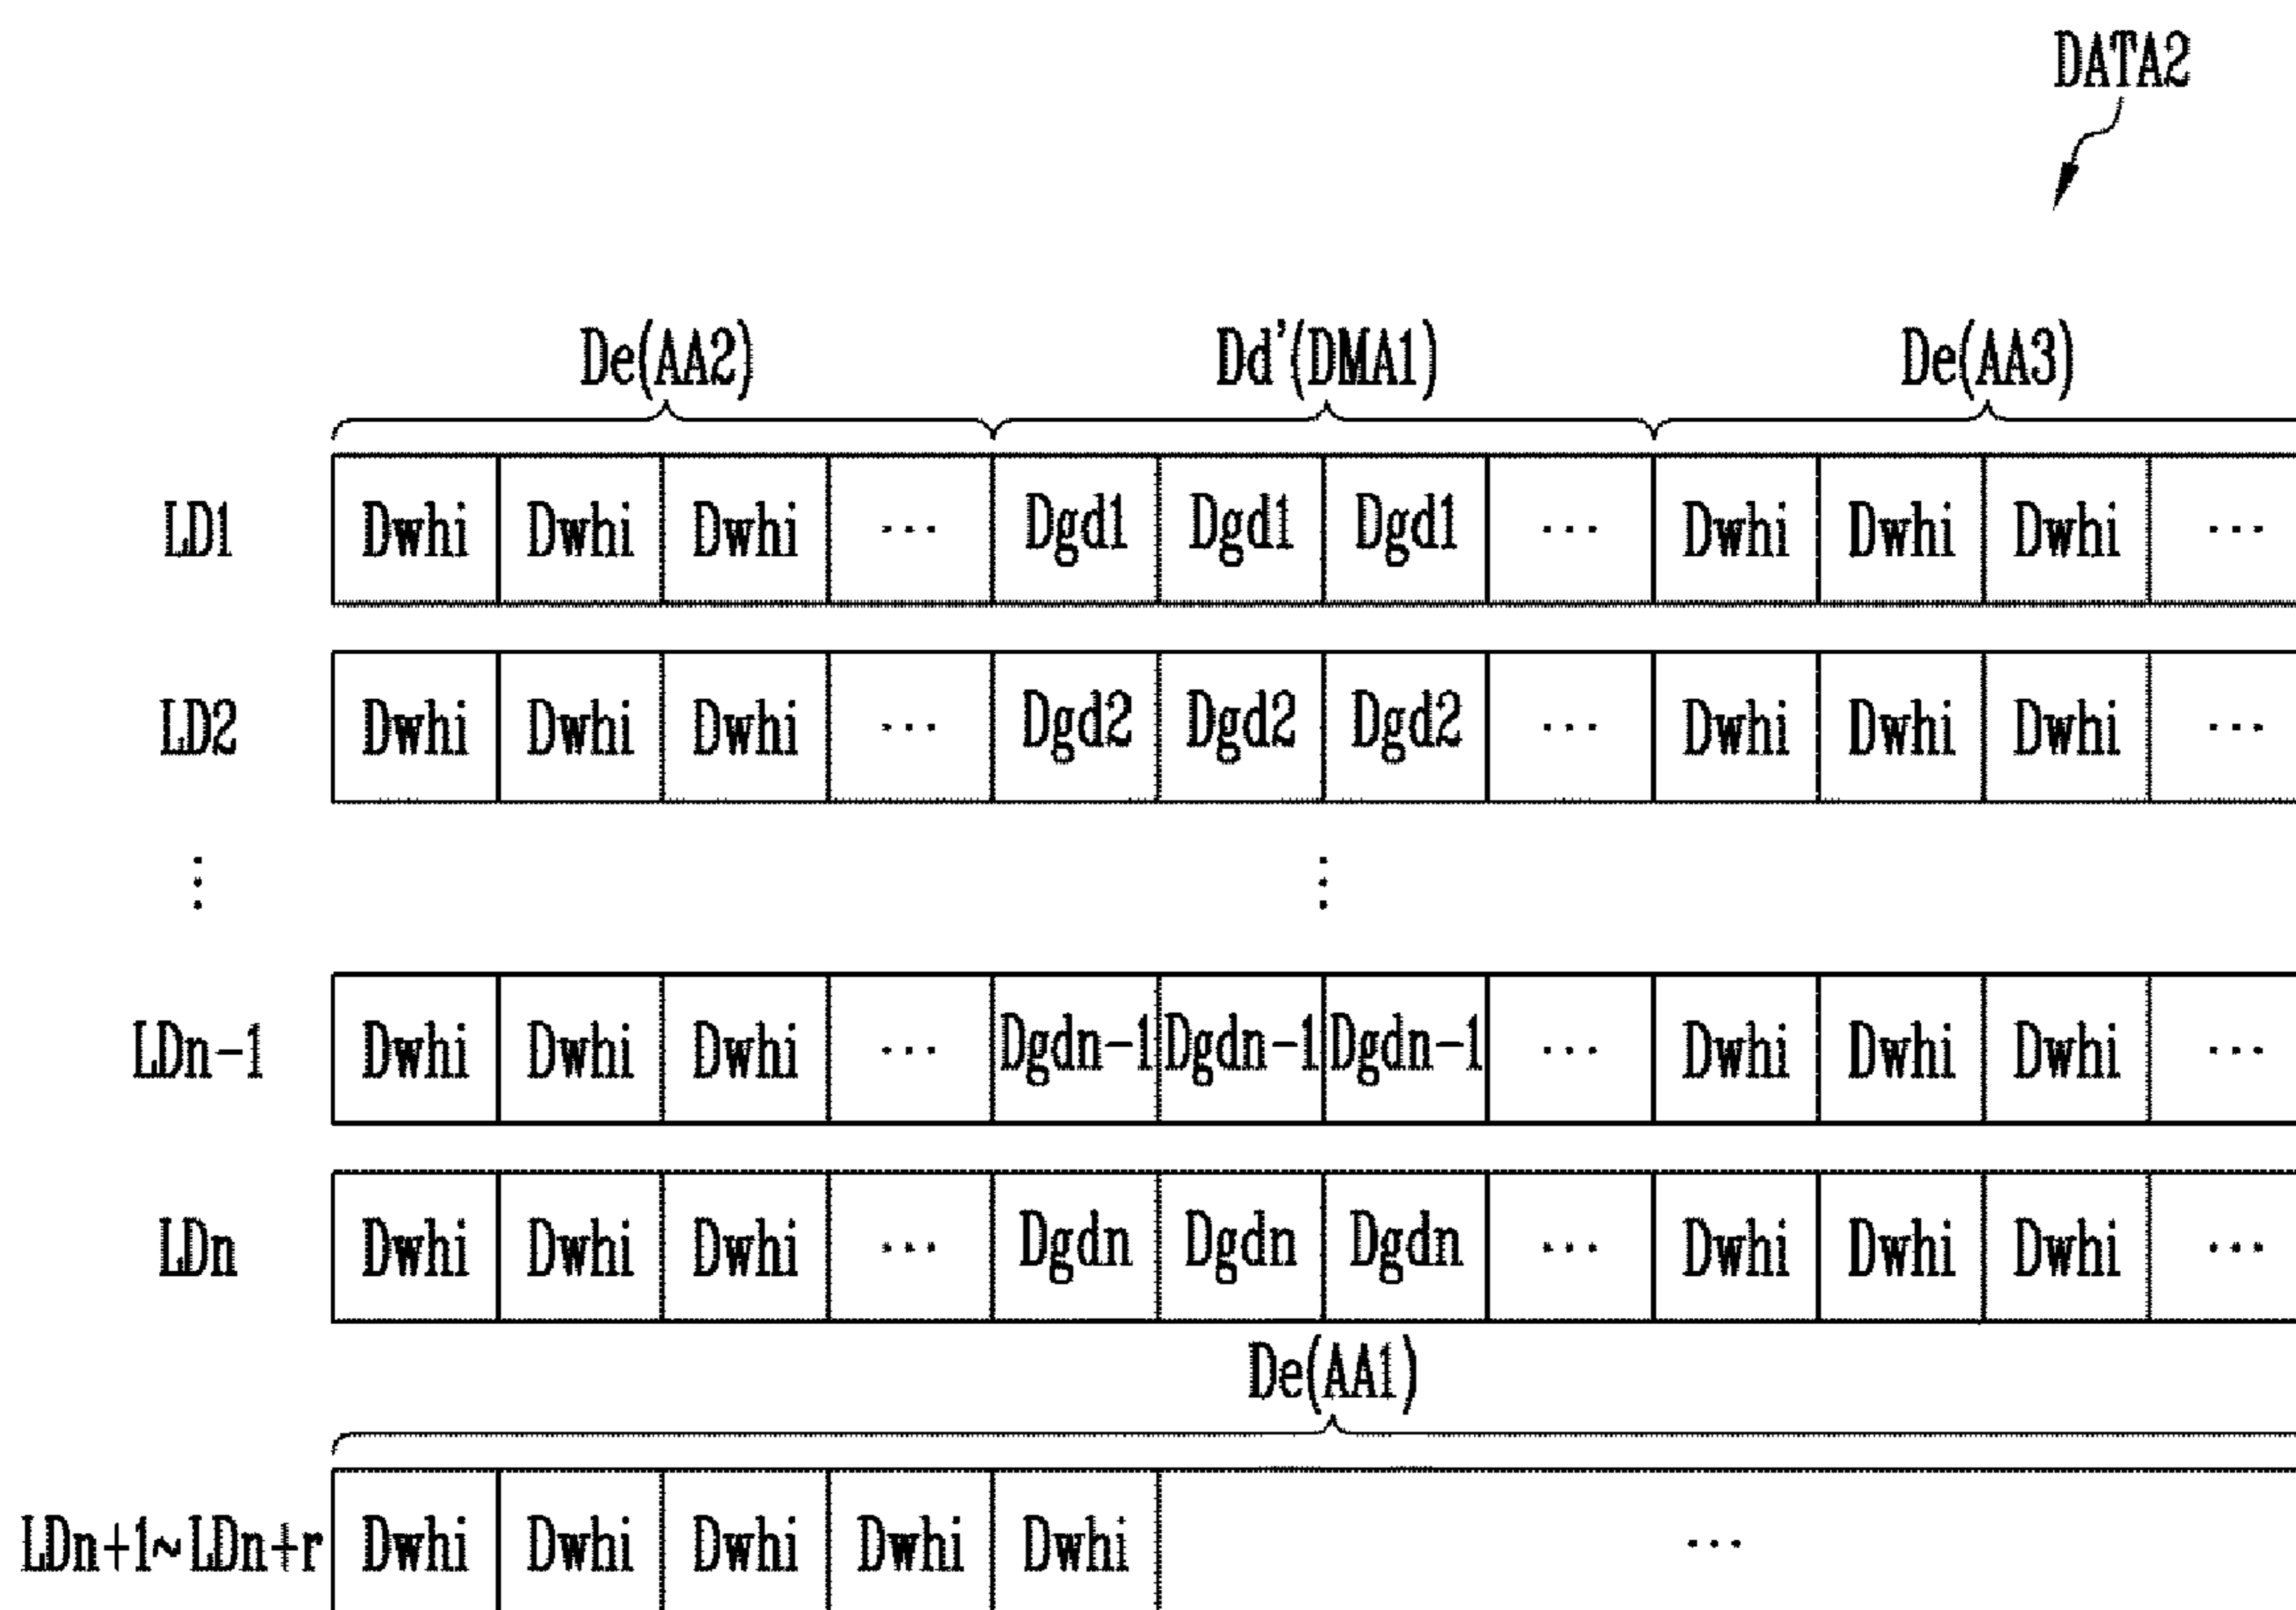 DATA2
De(AA2) Dd'(DMA1) De(AA3)
LD1 Dwhi Dwhi Dwhi ... Dgd1 Dgd1 Dgd1 ... Dwhi Dwhi Dwhi ...
LD2 Dwhi Dwhi Dwhi ... Dgd2 Dgd2 Dgd2 ... Dwhi Dwhi Dwhi ...
LDn-1 Dwhi Dwhi Dwhi ... Dgdn-1 Dgdn-1 Dgdn-1 ... Dwhi Dwhi Dwhi ...
LDn Dwhi Dwhi Dwhi ... Dgdn Dgdn Dgdn ... Dwhi Dwhi Dwhi ...
De(AA1)
LDn+1~LDn+r Dwhi Dwhi Dwhi Dwhi Dwhi ...